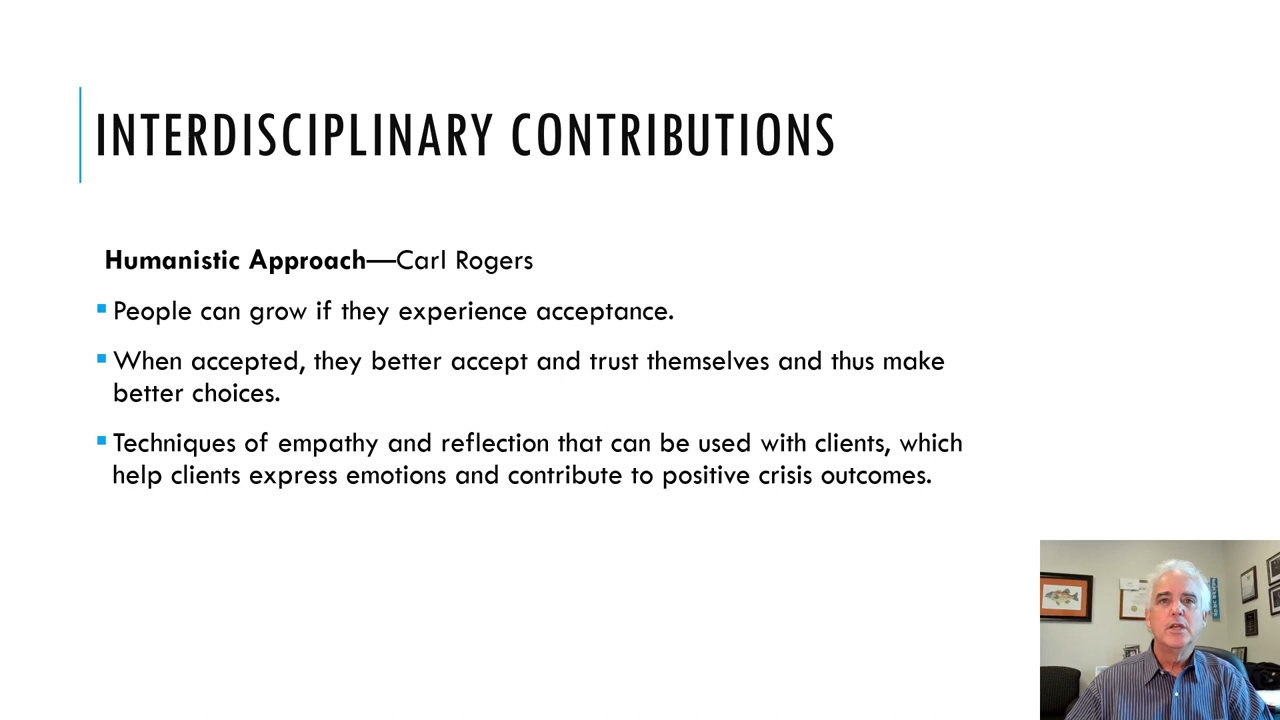 INTERDISCIPLINARY CONTRIBUTIONS
Humanistic Approach—Carl Rogers
▪ People can grow if they experience acceptance.
▪ When accepted, they better accept and trust themselves and thus make
better choices.
▪ Techniques of empathy and reflection that can be used with clients, which
help clients express emotions and contribute to positive crisis outcomes.